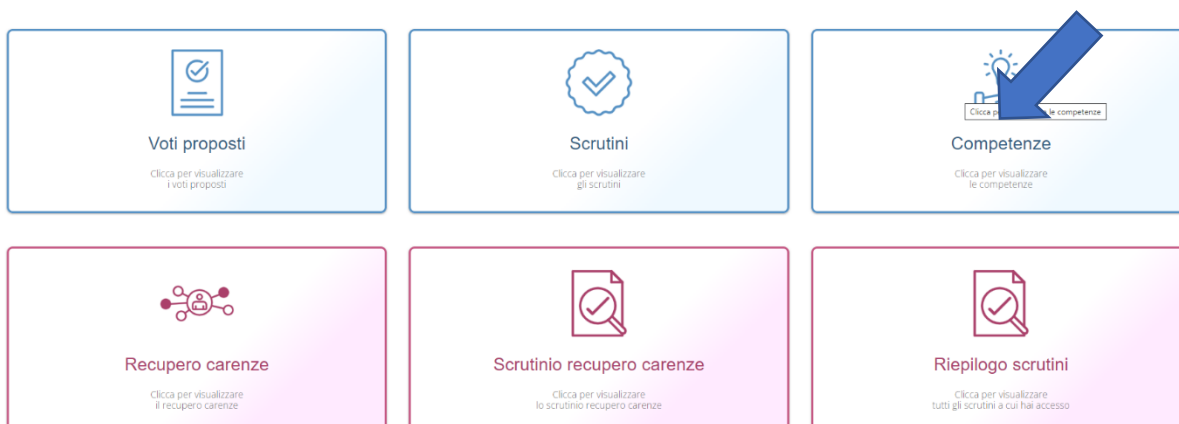 Voti proposti
Clicca per visualizzare
i voti proposti
Scrutini
Clicca per visualizzare
gli scrutini
Clicca p
le competenze
Competenze
Clicca per visualizzare
le competenze
Recupero carenze
Clicca per visualizzare
il recupero carenze
Scrutinio recupero carenze
Clicca per visualizzare
lo scrutinio recupero carenze
Riepilogo scrutini
Clicca per visualizzare
tutti gli scrutini a cui hai accesso